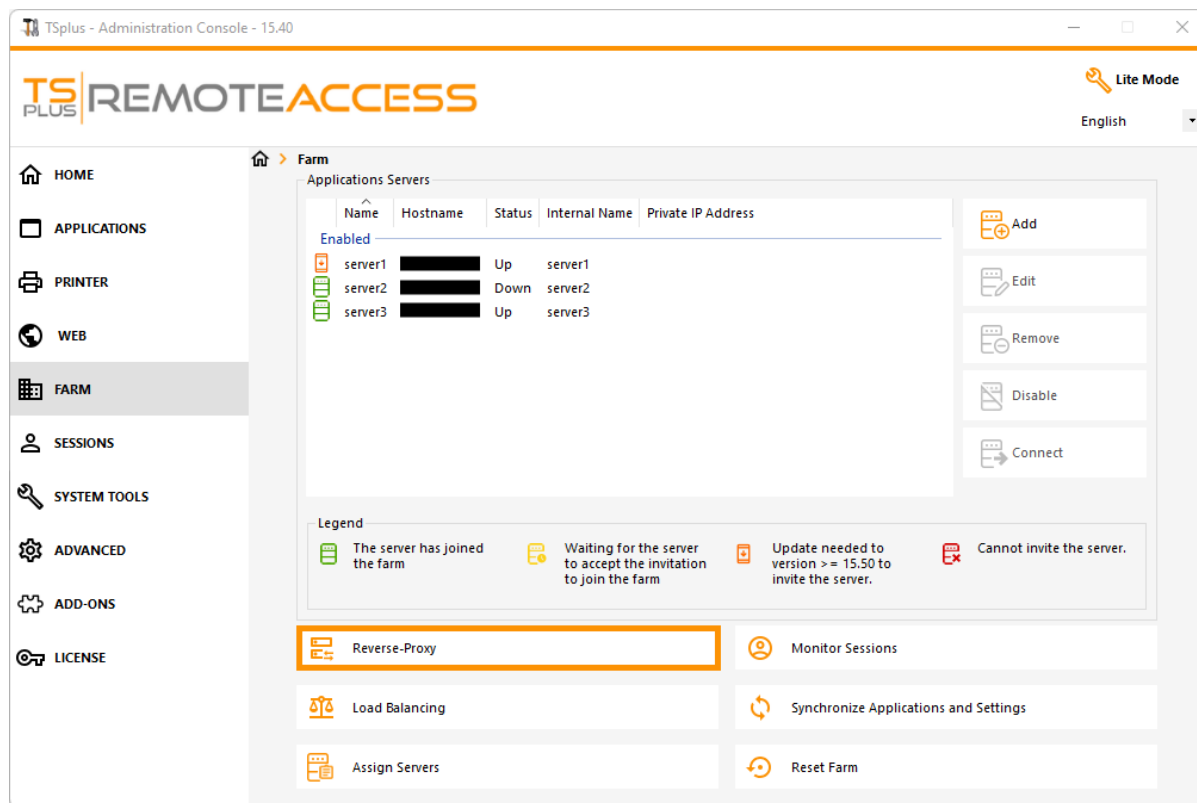 TSplus - Administration Console - 15.40
TS PLUS REMOTEACCESS
Lite Mode
English
HOME
APPLICATIONS
PRINTER
WEB
FARM
SESSIONS
SYSTEM TOOLS
ADVANCED
ADD-ONS
LICENSE
Farm
Applications Servers
Name Hostname Status Internal Name Private IP Address
Enabled
server1 Up server1
server2 Down server2
server3 Up server3
Add
Edit
Remove
Disable
Connect
Legend
The server has joined
the farm
Waiting for the server
to accept the invitation
to join the farm
Update needed to
version >= 15.50 to
invite the server.
Cannot invite the server.
Reverse-Proxy
Monitor Sessions
Load Balancing
Synchronize Applications and Settings
Assign Servers
Reset Farm